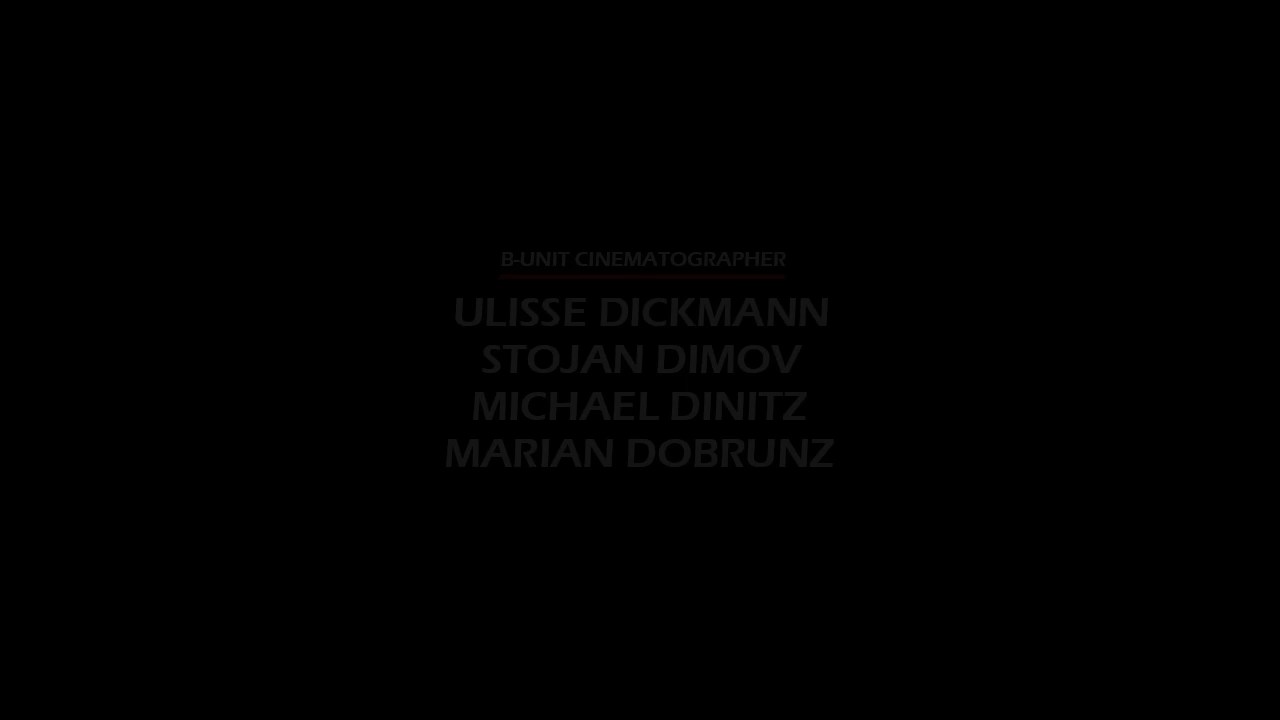 B-UNIT CINEMATOGRAPHER
ULISSE DICKMANN
STOJAN DIMOV
MICHAEL DINITZ
MARIAN DOBRUNZ